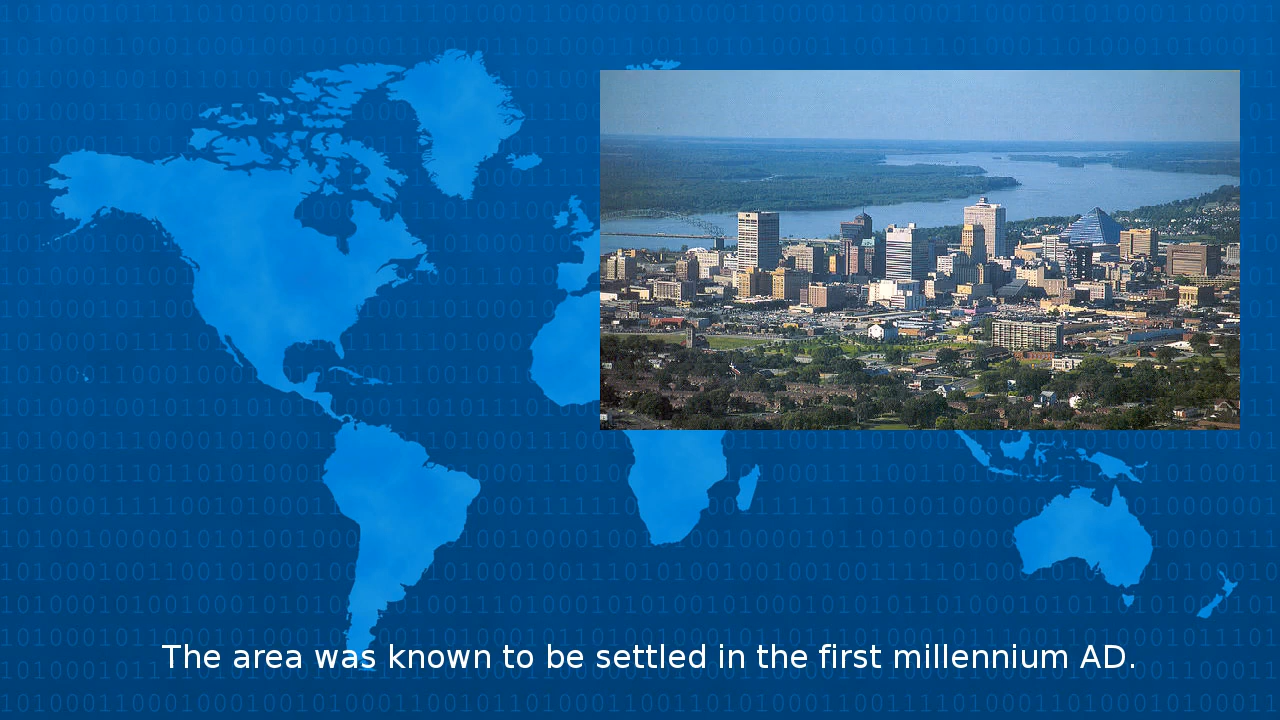 The area was known to be settled in the first millennium AD.